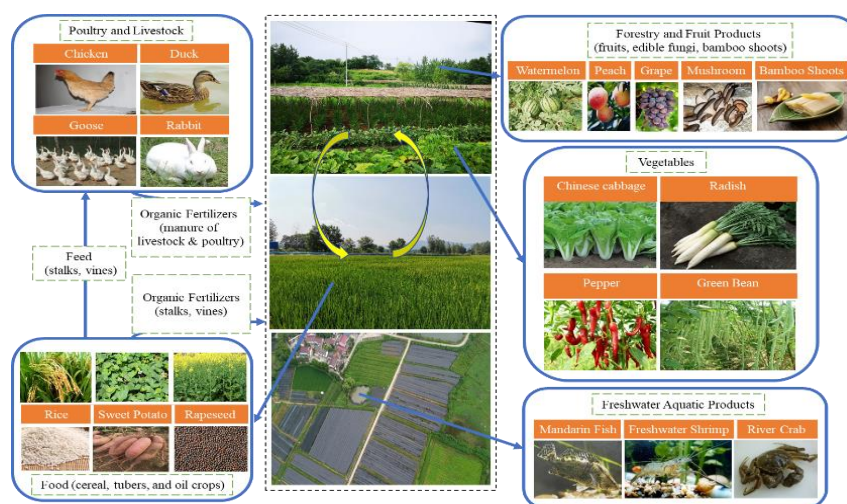 Poultry and Livestock
Chicken
Duck
Goose
Rabbit
Organic Fertilizers
(manure of
livestock & poultry)
Feed
(stalks, vines)
Organic Fertilizers
(stalks, vines)
Rice
Sweet Potato
Rapeseed
Food (cereal, tubers, and oil crops)
Forestry and Fruit Products
(fruits, edible fungi, bamboo shoots)
Watermelon
Peach
Grape
Mushroom
Bamboo Shoots
Vegetables
Chinese cabbage
Radish
Pepper
Green Bean
Freshwater Aquatic Products
Mandarin Fish
Freshwater Shrimp
River Crab